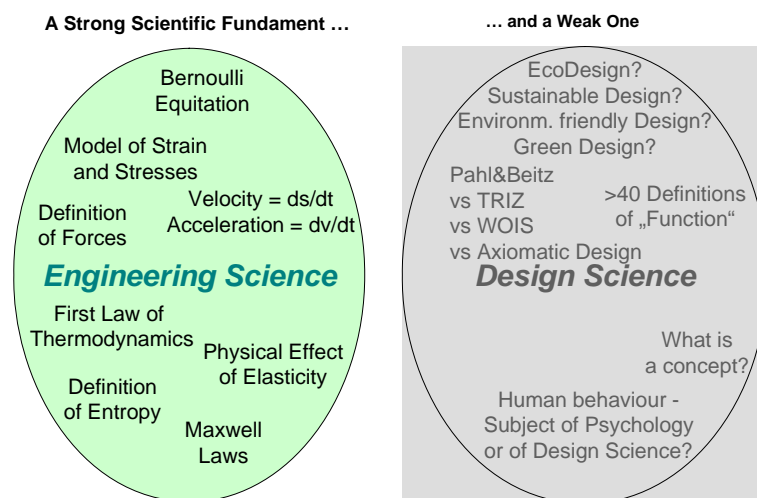 A Strong Scientific Fundament …
Bernoulli
Equitation
Model of Strain
and Stresses
Velocity = ds/dt
Acceleration = dv/dt
Definition
of Forces
Engineering Science
First Law of
Thermodynamics
Physical Effect
of Elasticity
Definition
of Entropy
Maxwell
Laws
… and a Weak One
EcoDesign?
Sustainable Design?
Environm. friendly Design?
Green Design?
Pahl&Beitz
vs TRIZ
vs WOIS
vs Axiomatic Design
>40 Definitions
of „Function“
Design Science
What is
a concept?
Human behaviour -
Subject of Psychology
or of Design Science?